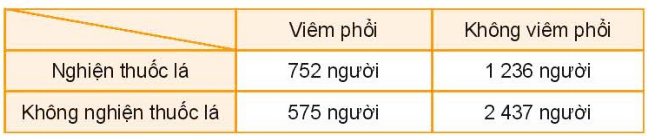 Viêm phổi Không viêm phổi
Nghiện thuốc lá 752 người 1 236 người
Không nghiện thuốc lá 575 người 2 437 người